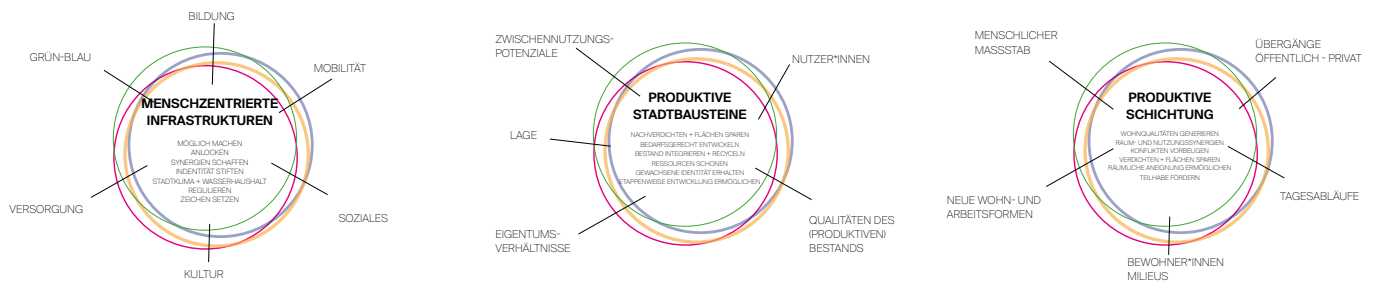 BILDUNG
GRÜN-BLAU
MOBILITÄT
MENSCHZENTRIERTE
INFRASTRUKTUREN
MÖGLICH MACHEN
ANLOCKEN
SYNERGIEN SCHAFFEN
INDENTITÄT STIFTEN
STADTKLIMA + WASSERHAUSHALT
REGULIEREN
ZEICHEN SETZEN
VERSORGUNG
SOZIALES
KULTUR
ZWISCHENNUTZUNGS-
POTENZIALE
NUTZER*INNEN
PRODUKTIVE
STADTBAUSTEINE
LAGE
NACHVERDICHTEN + FLÄCHEN SPAREN
BEDARFSGERECHT ENTWICKELN
BESTAND INTEGRIEREN + RECYCELN
RESSOURCEN SCHONEN
GEWACHSENE IDENTITÄT ERHALTEN
ETAPPENWEISE ENTWICKLUNG ERMÖGLICHEN
EIGENTUMS-
VERHÄLTNISSE
QUALITÄTEN DES
(PRODUKTIVEN)
BESTANDS
MENSCHLICHER
MASSSTAB
ÜBERGÄNGE
ÖFFENTLICH - PRIVAT
PRODUKTIVE
SCHICHTUNG
WOHNQUALITÄTEN GENERIEREN
RAUM- UND NUTZUNGSSYNERGIEN
KONFLIKTEN VORBEUGEN
VERDICHTEN + FLÄCHEN SPAREN
RÄUMLICHE ANEIGNUNG ERMÖGLICHEN
TEILHABE FÖRDERN
NEUE WOHN- UND
ARBEITSFORMEN
TAGESABLÄUFE
BEWOHNER*INNEN
MILIEUS